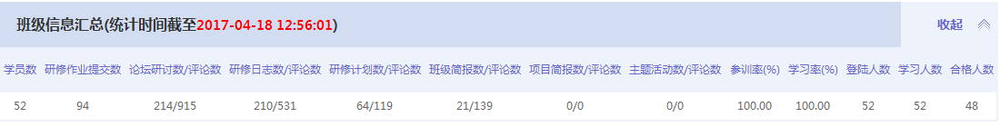 班级信息汇总(统计时间截至2017-04-18 12:56:01) 收起
学员数 研修作业提交数 论坛研讨数/评论数 研修日志数/评论数 研修计划数/评论数 班级简报数/评论数 项目简报数/评论数 主题活动数/评论数 参训率(%) 学习率(%) 登陆人数 学习人数 合格人数
52 94 214/915 210/531 64/119 21/139 0/0 0/0 100.00 100.00 52 52 48